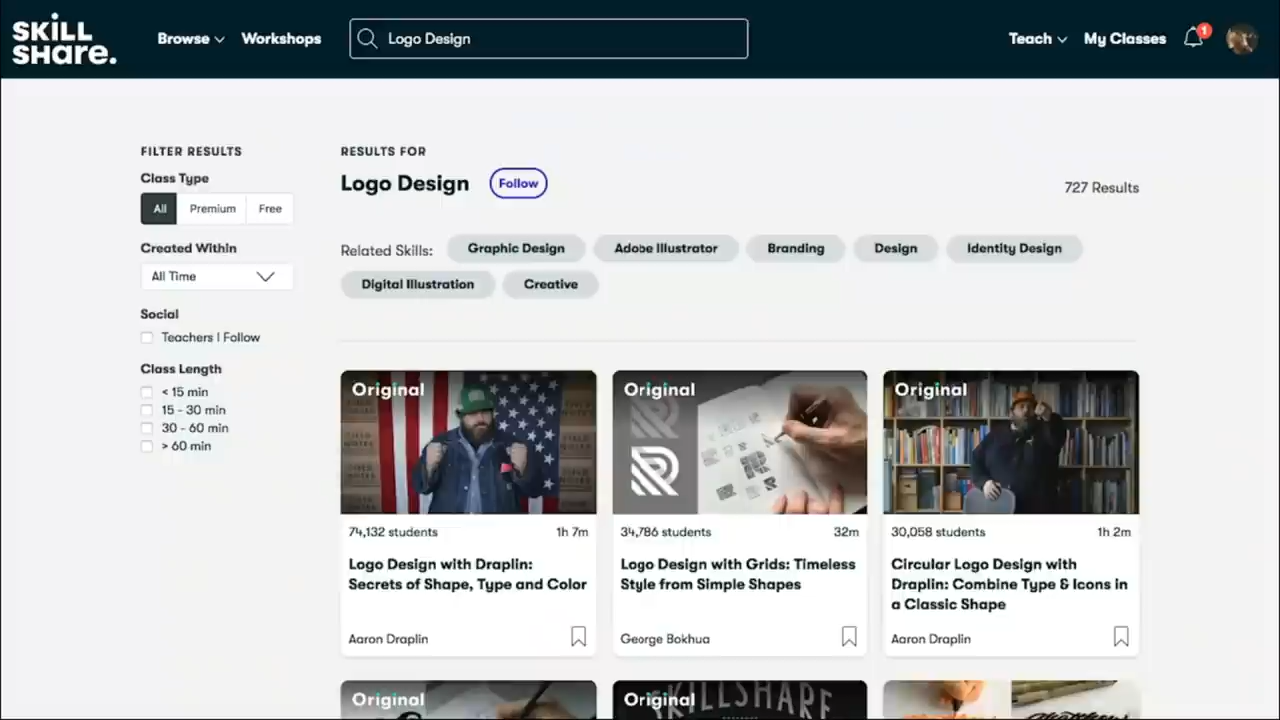 SKILL
SHARE.
Browse
Workshops
Logo Design
Teach
My Classes
1
FILTER RESULTS
Class Type
All
Premium
Free
Created Within
All Time
Social
Teachers I Follow
Class Length
< 15 min
15 - 30 min
30 - 60 min
> 60 min
RESULTS FOR
Logo Design
Follow
727 Results
Related Skills:
Graphic Design
Adobe Illustrator
Branding
Design
Identity Design
Digital Illustration
Creative
Original
74,132 students
1h 7m
Logo Design with Draplin:
Secrets of Shape, Type and Color
Aaron Draplin
Original
34,786 students
32m
Logo Design with Grids: Timeless
Style from Simple Shapes
George Bokhua
Original
30,058 students
1h 2m
Circular Logo Design with
Draplin: Combine Type & Icons in
a Classic Shape
Aaron Draplin
Original
Original
SKILLSHARE